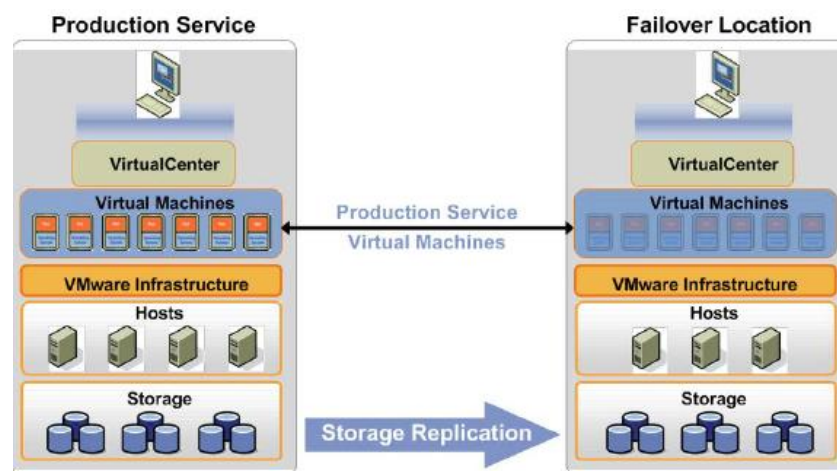 Production Service
Failover Location
VirtualCenter
VirtualCenter
Virtual Machines
Virtual Machines
Production Service
Virtual Machines
VMware Infrastructure
VMware Infrastructure
Hosts
Hosts
Storage
Storage
Storage Replication